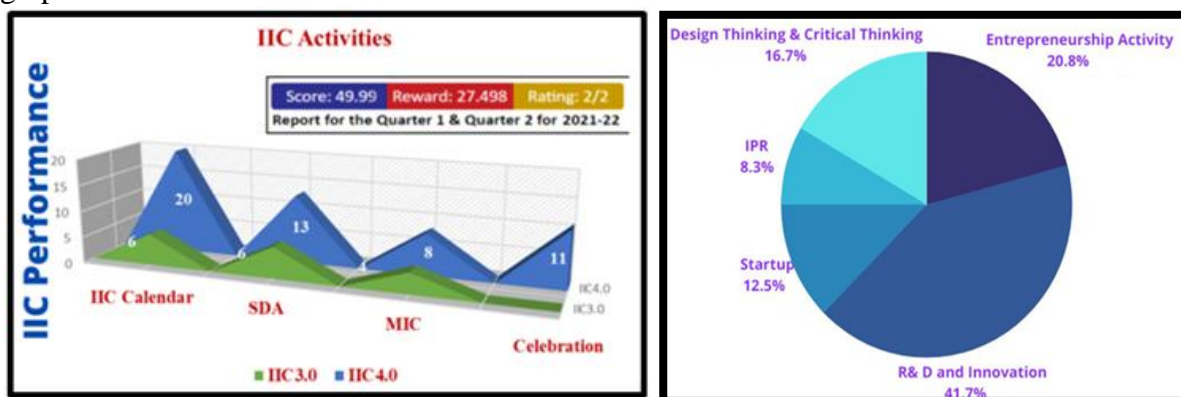 IIC Activities
IIC Performance
Score: 49.99 Reward: 27.498 Rating: 2/2
Report for the Quarter 1 & Quarter 2 for 2021-22
20
15
10
5
0
20
13
8
11
6
6
4
IIC4.0
IIC3.0
IIC Calendar
SDA
MIC
Celebration
IIC3.0 IIC4.0
Design Thinking & Critical Thinking
16.7%
Entrepreneurship Activity
20.8%
IPR
8.3%
Startup
12.5%
R& D and Innovation
41.7%